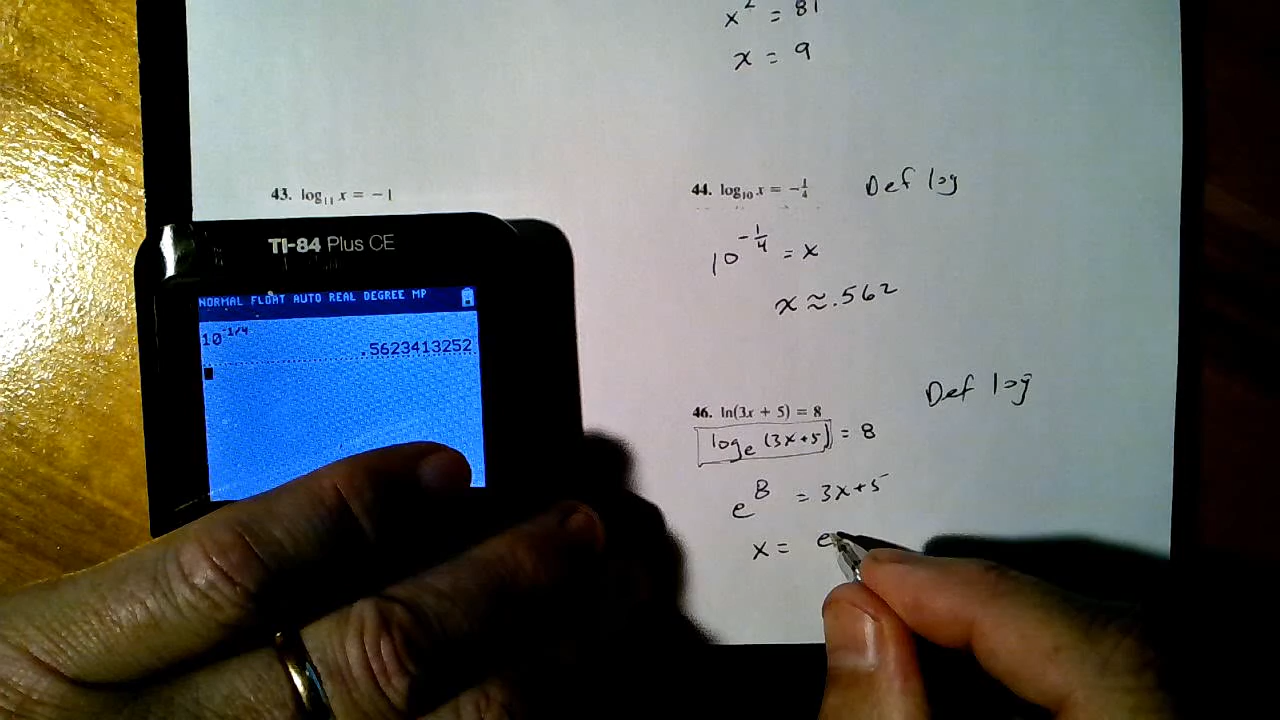 x² = 81
x = 9
43. log₁₁ x = −1
44. log₁₀ x = −1/4
Def log
10^(−1/4) = x
x ≈ .562
TI-84 Plus CE
NORMAL FLOAT AUTO REAL DEGREE MP
10^(-1/4)
.5623413252
46. ln(3x + 5) = 8
Def log
logₑ (3x+5) = 8
e⁸ = 3x+5
x = e